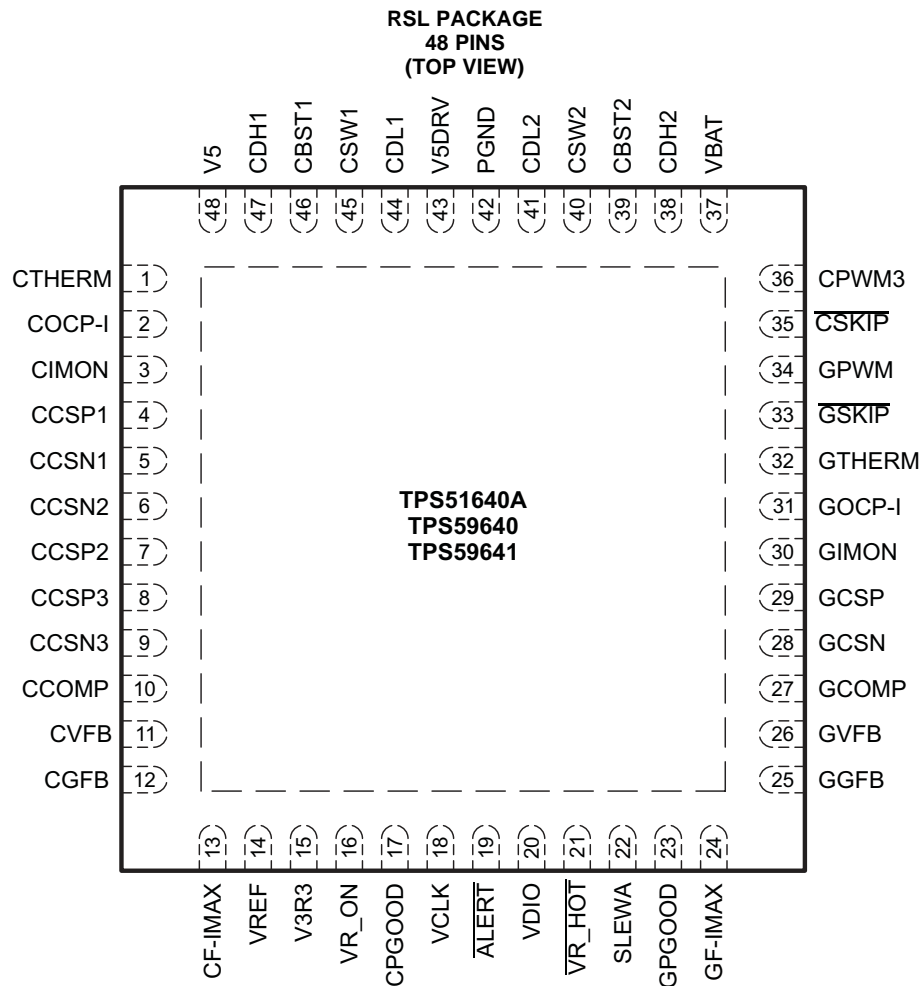 RSL PACKAGE
48 PINS
(TOP VIEW)
V5
CDH1
CBST1
CSW1
CDL1
V5DRV
PGND
CDL2
CSW2
CBST2
CDH2
VBAT
48
47
46
45
44
43
42
41
40
39
38
37
CTHERM 1
COCP-I 2
CIMON 3
CCSP1 4
CCSN1 5
CCSN2 6
CCSP2 7
CCSP3 8
CCSN3 9
CCOMP 10
CVFB 11
CGFB 12
TPS51640A
TPS59640
TPS59641
36 CPWM3
35 CSKIP
34 GPWM
33 GSKIP
32 GTHERM
31 GOCP-I
30 GIMON
29 GCSP
28 GCSN
27 GCOMP
26 GVFB
25 GGFB
13
14
15
16
17
18
19
20
21
22
23
24
CF-IMAX
VREF
V3R3
VR_ON
CPGOOD
VCLK
ALERT
VDIO
VR_HOT
SLEWA
GPGOOD
GF-IMAX